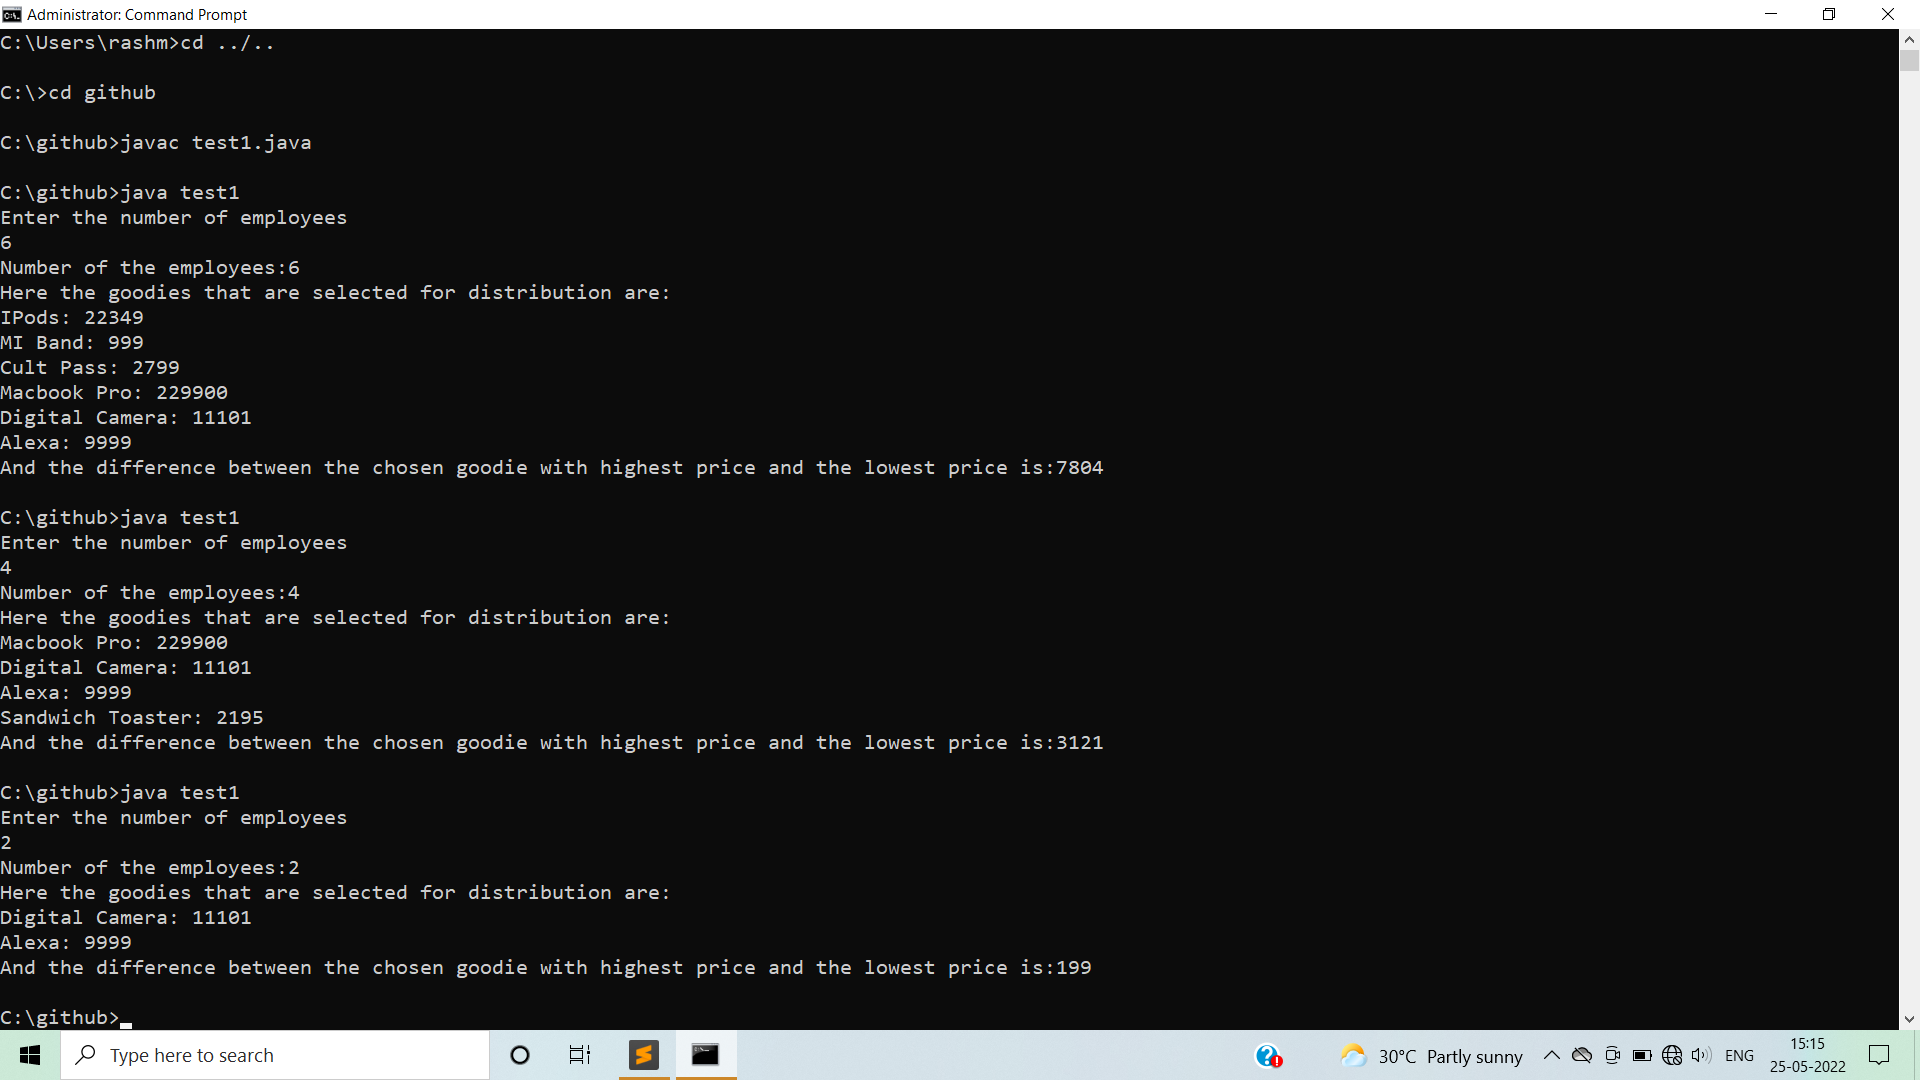 Administrator: Command Prompt
C:\Users\rashm>cd ../..
C:\>cd github
C:\github>javac test1.java
C:\github>java test1
Enter the number of employees
6
Number of the employees:6
Here the goodies that are selected for distribution are:
IPods: 22349
MI Band: 999
Cult Pass: 2799
Macbook Pro: 229900
Digital Camera: 11101
Alexa: 9999
And the difference between the chosen goodie with highest price and the lowest price is:7804
C:\github>java test1
Enter the number of employees
4
Number of the employees:4
Here the goodies that are selected for distribution are:
Macbook Pro: 229900
Digital Camera: 11101
Alexa: 9999
Sandwich Toaster: 2195
And the difference between the chosen goodie with highest price and the lowest price is:3121
C:\github>java test1
Enter the number of employees
2
Number of the employees:2
Here the goodies that are selected for distribution are:
Digital Camera: 11101
Alexa: 9999
And the difference between the chosen goodie with highest price and the lowest price is:199
C:\github>
Type here to search
30°C Partly sunny
ENG
15:15
25-05-2022